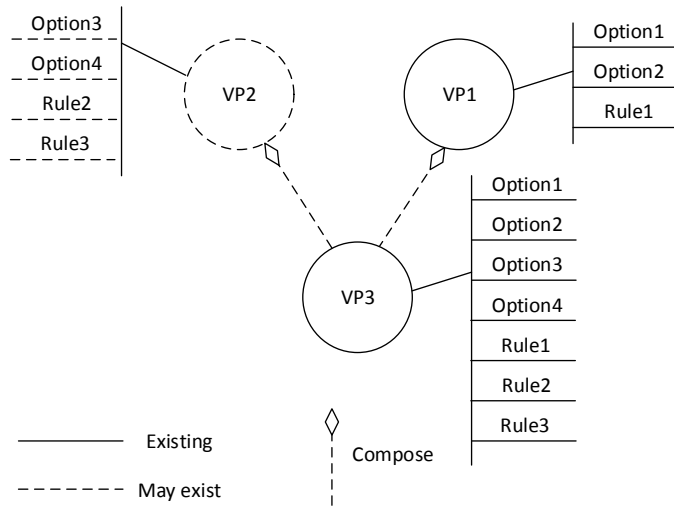 Option3
Option4
Rule2
Rule3
VP2
VP1
Option1
Option2
Rule1
VP3
Option1
Option2
Option3
Option4
Rule1
Rule2
Rule3
Existing
May exist
Compose